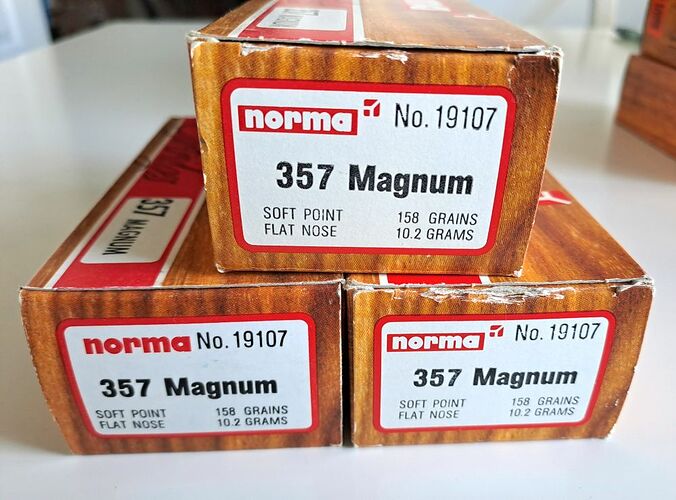 norma No. 19107
357 Magnum
SOFT POINT 158 GRAINS
FLAT NOSE 10.2 GRAMS
357 MAGNUM
norma No. 19107
357 Magnum
SOFT POINT 158 GRAINS
FLAT NOSE 10.2 GRAMS
norma No. 19107
357 Magnum
SOFT POINT 158 GRAINS
FLAT NOSE 10.2 GRAMS